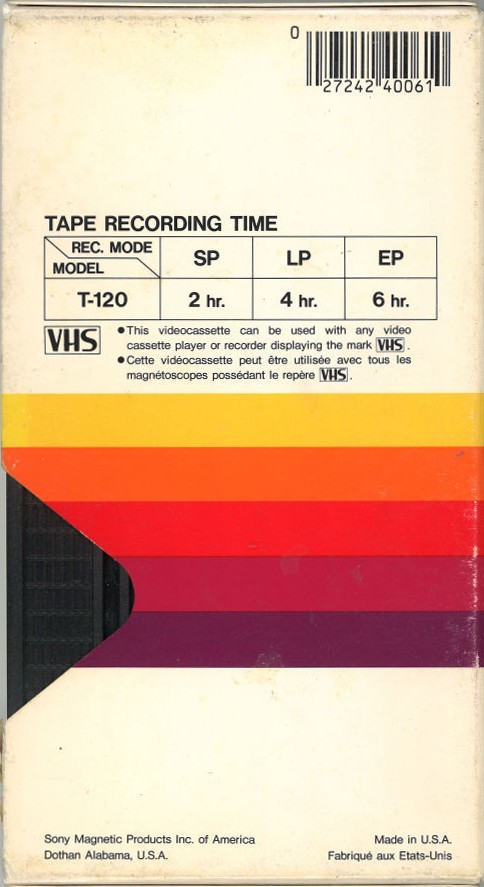 0
27242 40061
TAPE RECORDING TIME
REC. MODE
MODEL
SP LP EP
T-120 2 hr. 4 hr. 6 hr.
VHS
●This videocassette can be used with any video
cassette player or recorder displaying the mark VHS.
●Cette vidéocassette peut être utilisée avec tous les
magnétoscopes possédant le repère VHS.
Sony Magnetic Products Inc. of America
Dothan Alabama, U.S.A.
Made in U.S.A.
Fabriqué aux Etats-Unis